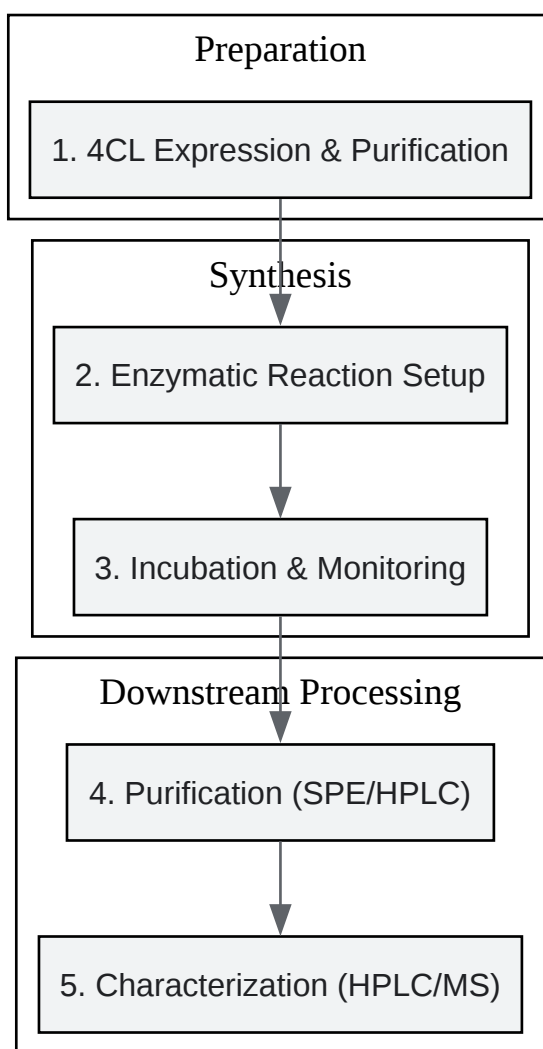 Preparation
1. 4CL Expression & Purification
Synthesis
2. Enzymatic Reaction Setup
3. Incubation & Monitoring
Downstream Processing
4. Purification (SPE/HPLC)
5. Characterization (HPLC/MS)